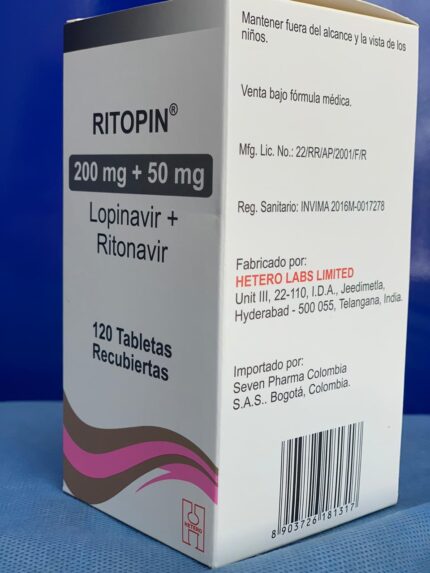 RITOPIN®
200 mg + 50 mg
Lopinavir +
Ritonavir
120 Tabletas
Recubiertas
HETERO
Mantener fuera del alcance y la vista de los
niños.
Venta bajo fórmula médica.
Mfg. Lic. No.: 22/RR/AP/2001/F/R
Reg. Sanitario: INVIMA 2016M-0017278
Fabricado por:
HETERO LABS LIMITED
Unit III, 22-110, I.D.A., Jeedimetla,
Hyderabad - 500 055, Telangana, India.
Importado por:
Seven Pharma Colombia
S.A.S.. Bogotá, Colombia.
8 903726 181317